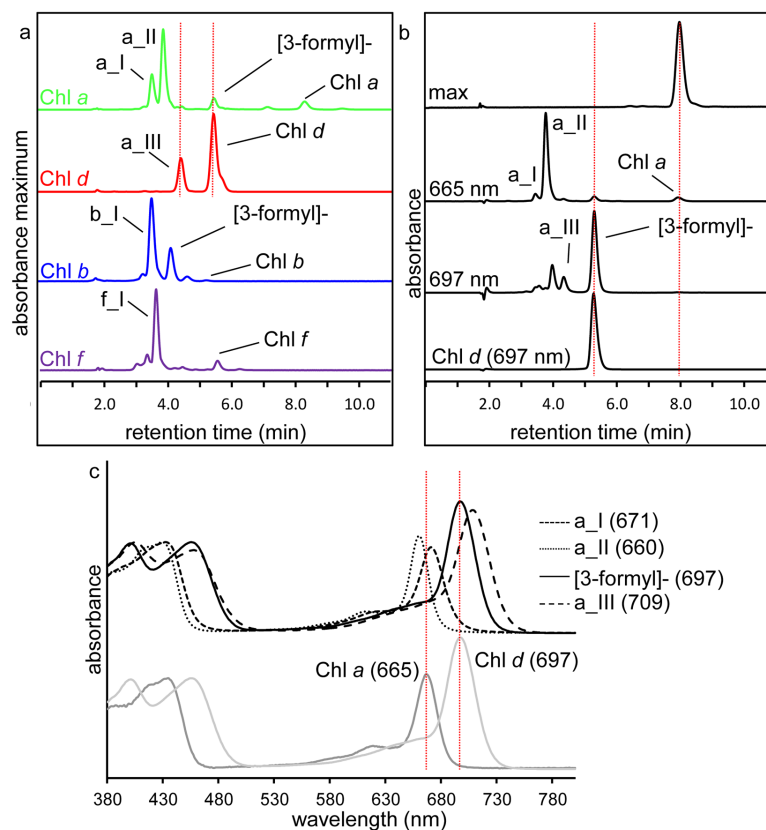 a
a_II
a_I
[3-formyl]-
Chl a
Chl a
a_III
Chl d
Chl d
b_I
[3-formyl]-
Chl b
Chl b
f_I
Chl f
Chl f
absorbance maximum
2.0 4.0 6.0 8.0 10.0
retention time (min)
b
max
a_II
a_I
Chl a
665 nm
a_III
[3-formyl]-
697 nm
Chl d (697 nm)
absorbance
0.0 2.0 4.0 6.0 8.0 10.0
retention time (min)
c
a_I (671)
a_II (660)
[3-formyl]- (697)
a_III (709)
Chl a (665)
Chl d (697)
absorbance
380 430 480 530 580 630 680 730 780
wavelength (nm)